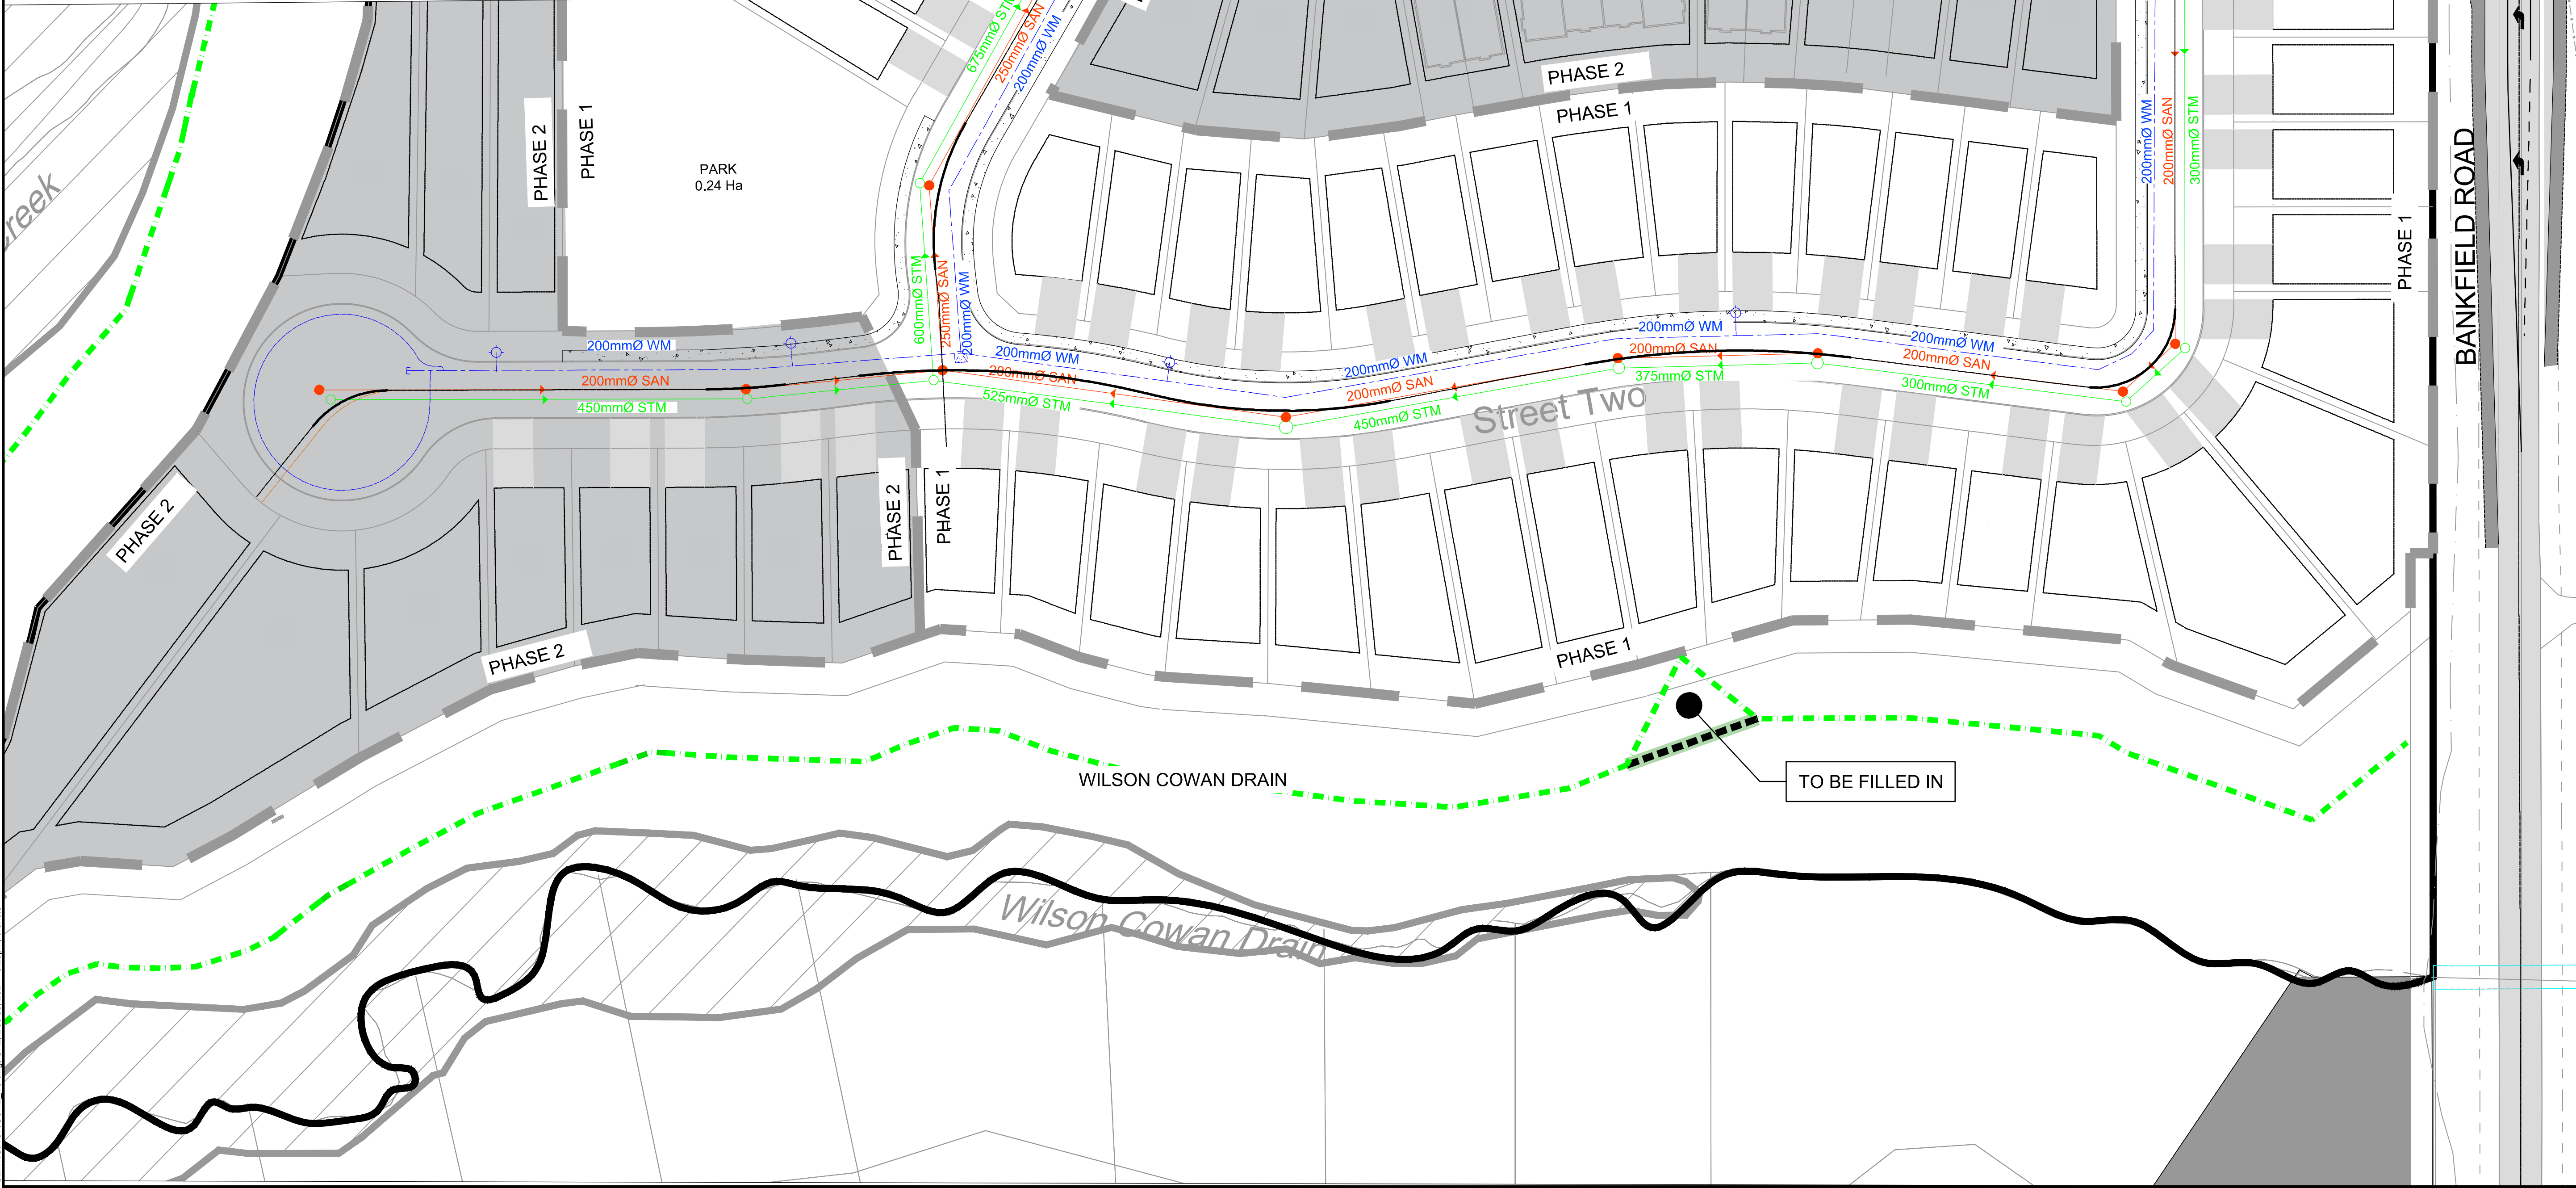 675mmØ STM
250mmØ SAN
200mmØ WM
PHASE 2
PHASE 1
PHASE 2
PHASE 1
PARK
0.24 Ha
200mmØ WM
200mmØ SAN
300mmØ STM
BANKFIELD ROAD
PHASE 1
600mmØ STM
250mmØ SAN
200mmØ WM
200mmØ WM
200mmØ SAN
450mmØ STM
200mmØ WM
200mmØ SAN
525mmØ STM
200mmØ WM
200mmØ SAN
450mmØ STM
200mmØ WM
200mmØ SAN
375mmØ STM
200mmØ WM
200mmØ SAN
300mmØ STM
Street Two
PHASE 2
PHASE 2
PHASE 1
PHASE 2
PHASE 1
WILSON COWAN DRAIN
TO BE FILLED IN
Wilson Cowan Drain